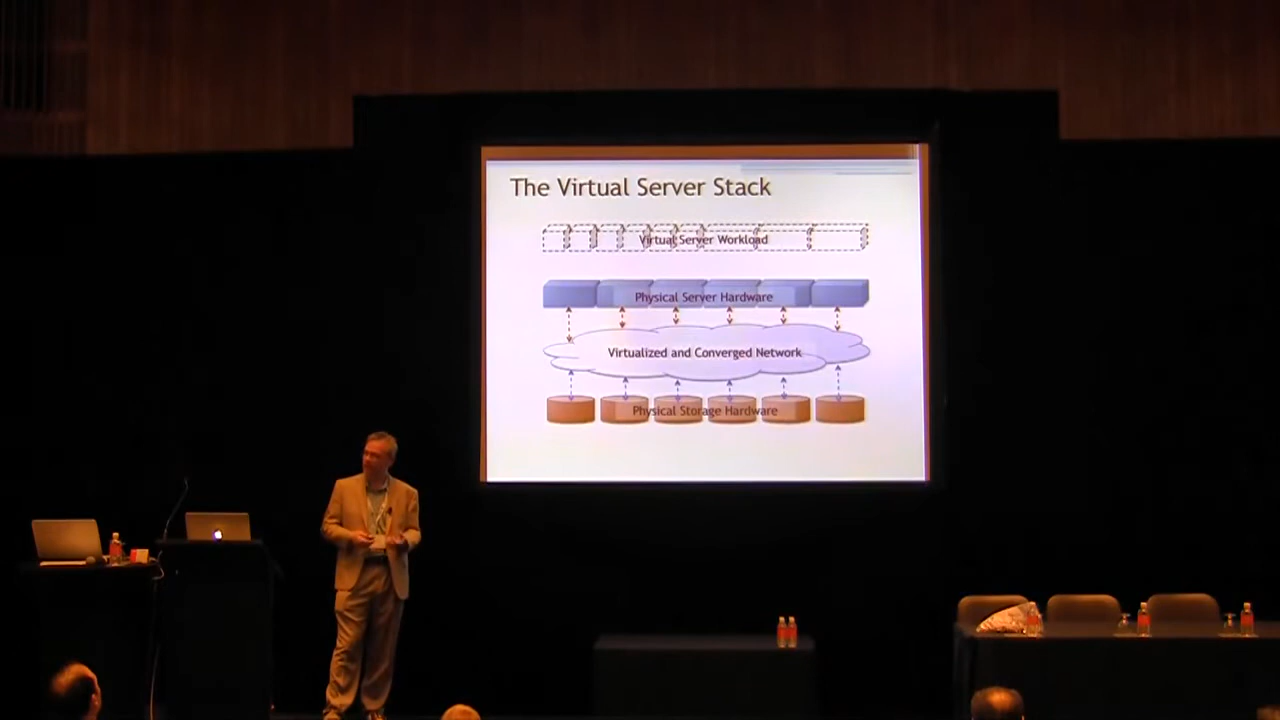 The Virtual Server Stack
Virtual Server Workload
Physical Server Hardware
Virtualized and Converged Network
Physical Storage Hardware